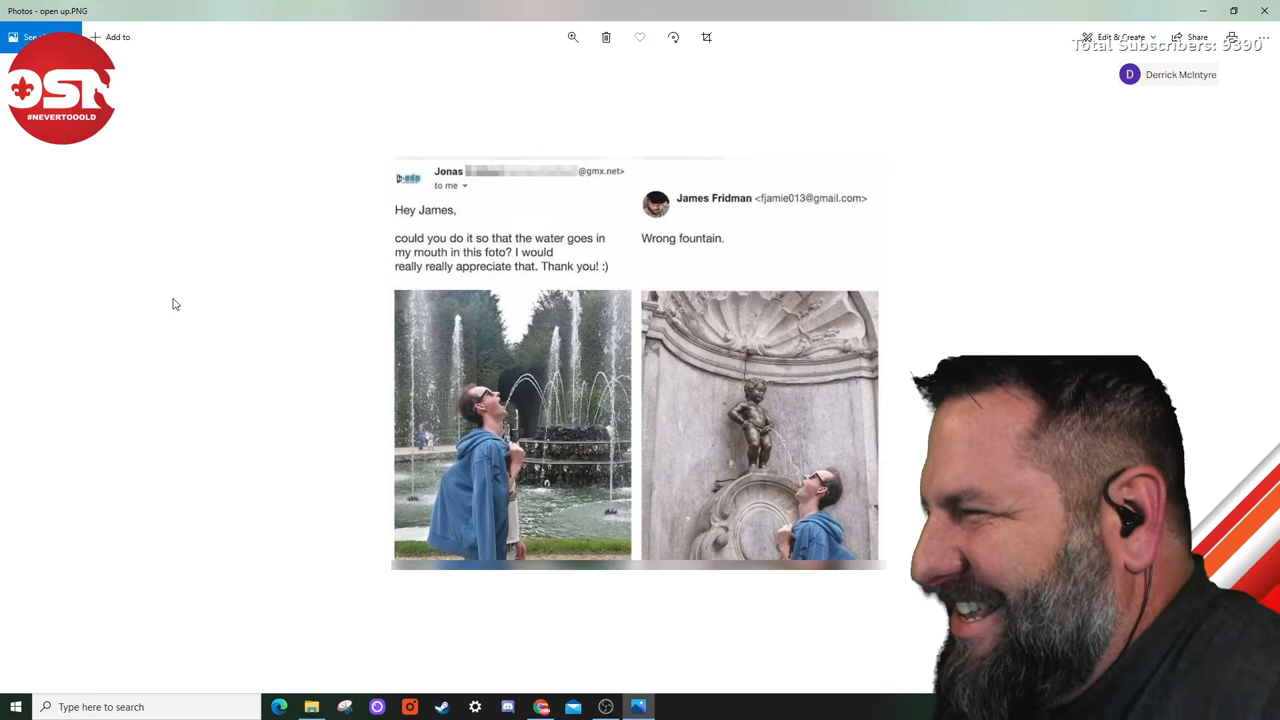 Photos - open up.PNG
See
Add to
Edit & Create
Share
Total Subscribers: 9390
D
Derrick McIntyre
OSN
#NEVERTOOOLD
Jonas
@gmx.net>
to me
Hey James,
could you do it so that the water goes in
my mouth in this foto? I would
really really appreciate that. Thank you! :)
James Fridman <fjamie013@gmail.com>
Wrong fountain.
Type here to search